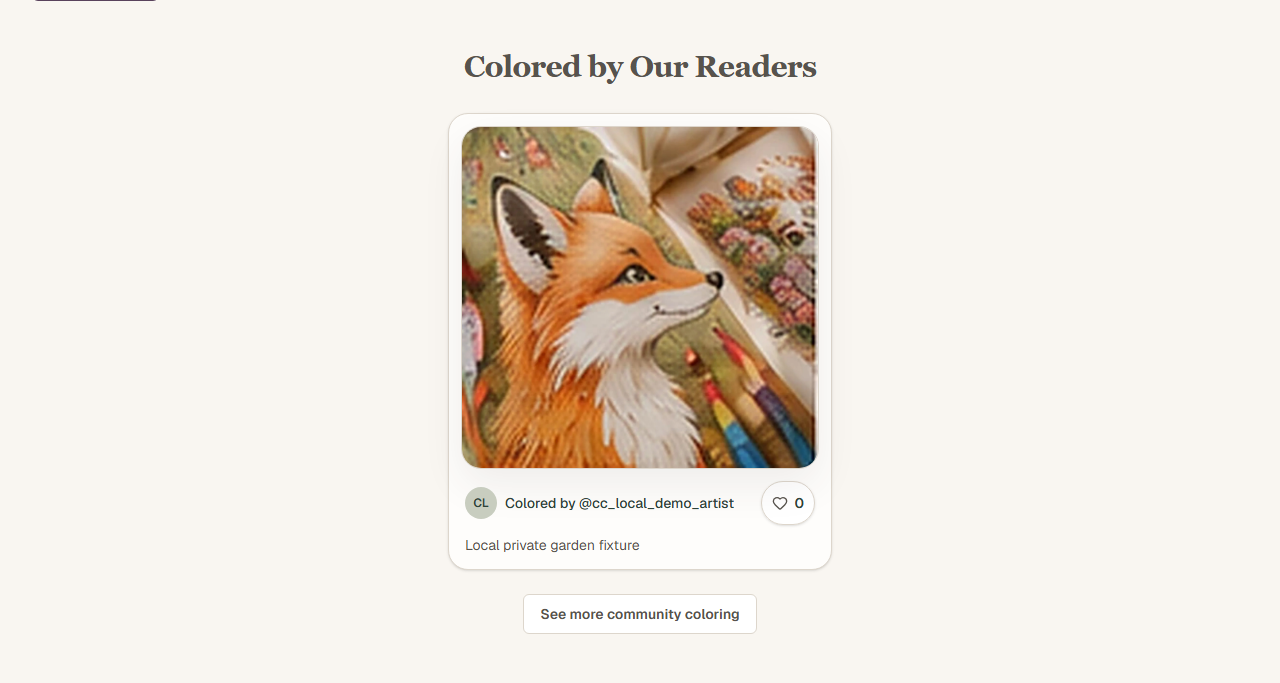 Colored by Our Readers
CL
Colored by @cc_local_demo_artist
0
Local private garden fixture
See more community coloring